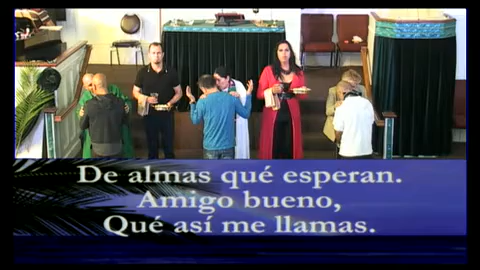 De almas qué esperan.
Amigo bueno,
Qué así me llamas.